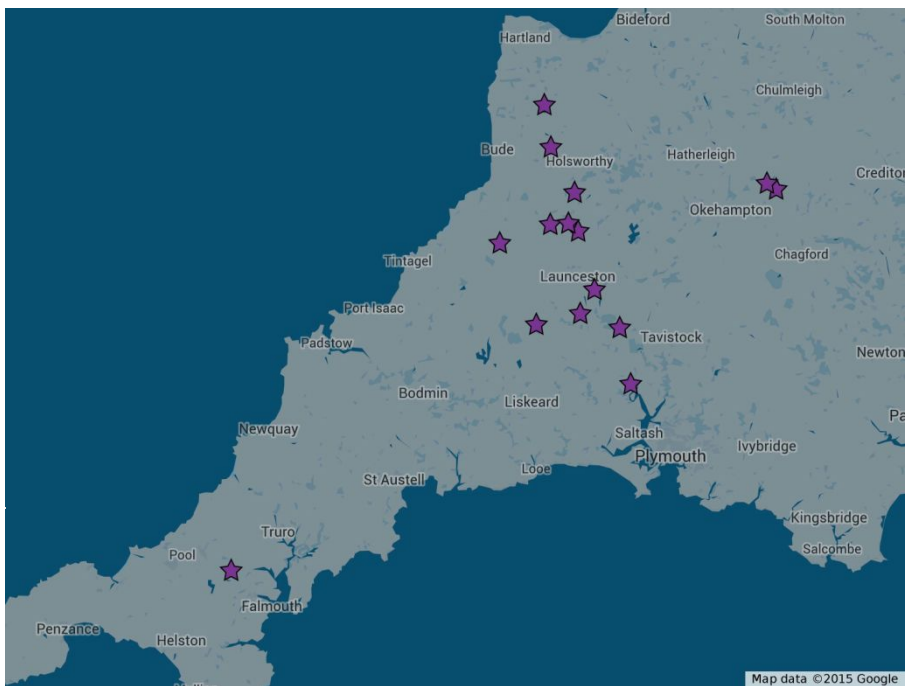 Bideford
South Molton
Hartland
Chulmleigh
Bude
Hatherleigh
Holsworthy
Crediton
Okehampton
Chagford
Tintagel
Launceston
Port Isaac
Tavistock
Padstow
Newton
Bodmin
Liskeard
Pa
Newquay
Saltash
Ivybridge
Plymouth
Looe
St Austell
Kingsbridge
Truro
Salcombe
Pool
Falmouth
Penzance
Helston
Map data ©2015 Google